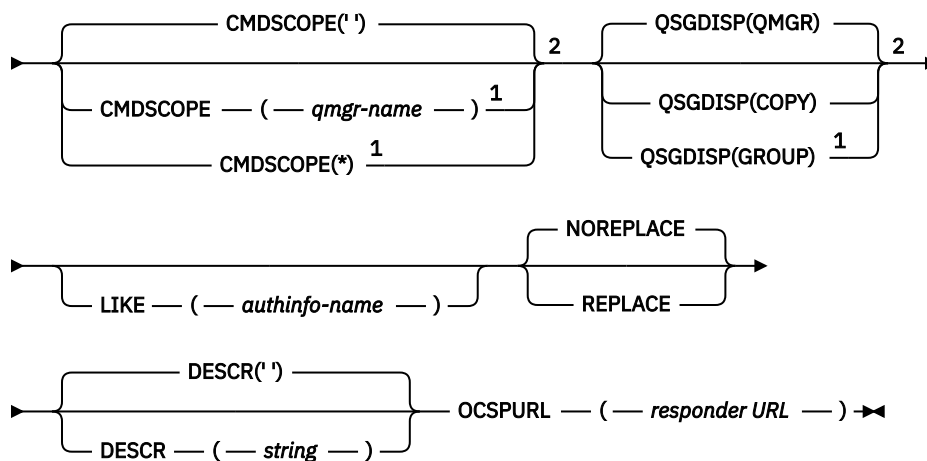 CMDSCOPE(' ') QSGDISP(QMGR)
2 2
CMDSCOPE ( qmgr-name ) 1 QSGDISP(COPY)
CMDSCOPE(*) 1 QSGDISP(GROUP) 1
NOREPLACE
LIKE ( authinfo-name ) REPLACE
DESCR(' ')
OCSPURL ( responder URL )
DESCR ( string )